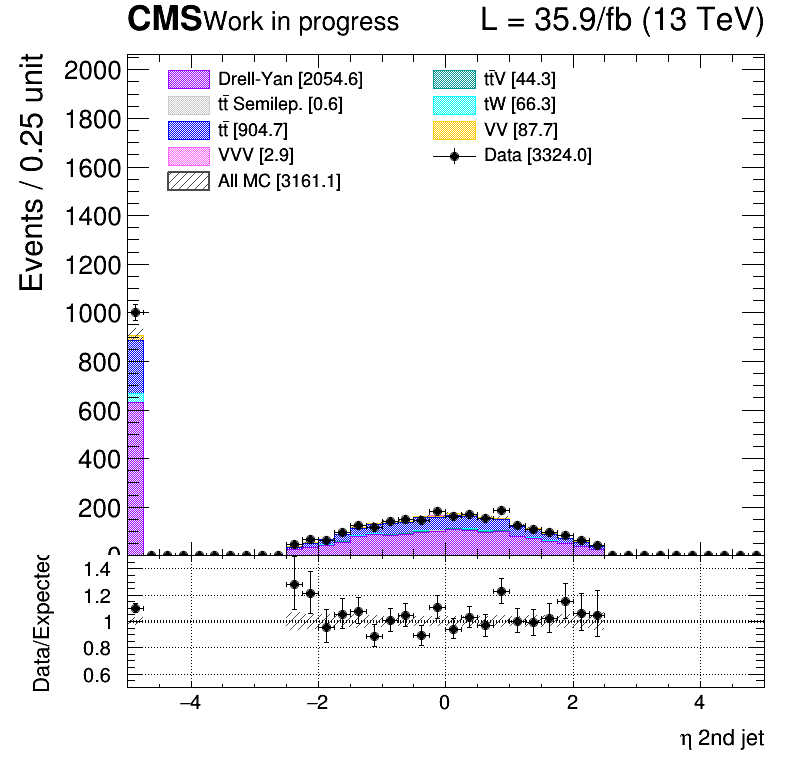 CMS Work in progress L = 35.9/fb (13 TeV)
Events / 0.25 unit
2000
1800
1600
1400
1200
1000
800
600
400
200
0
Drell-Yan [2054.6]
tt̄ Semilep. [0.6]
tt̄ [904.7]
VVV [2.9]
All MC [3161.1]
tt̄V [44.3]
tW [66.3]
VV [87.7]
Data [3324.0]
Data/Expected
1.4
1.2
1
0.8
0.6
−4 −2 0 2 4
η 2nd jet